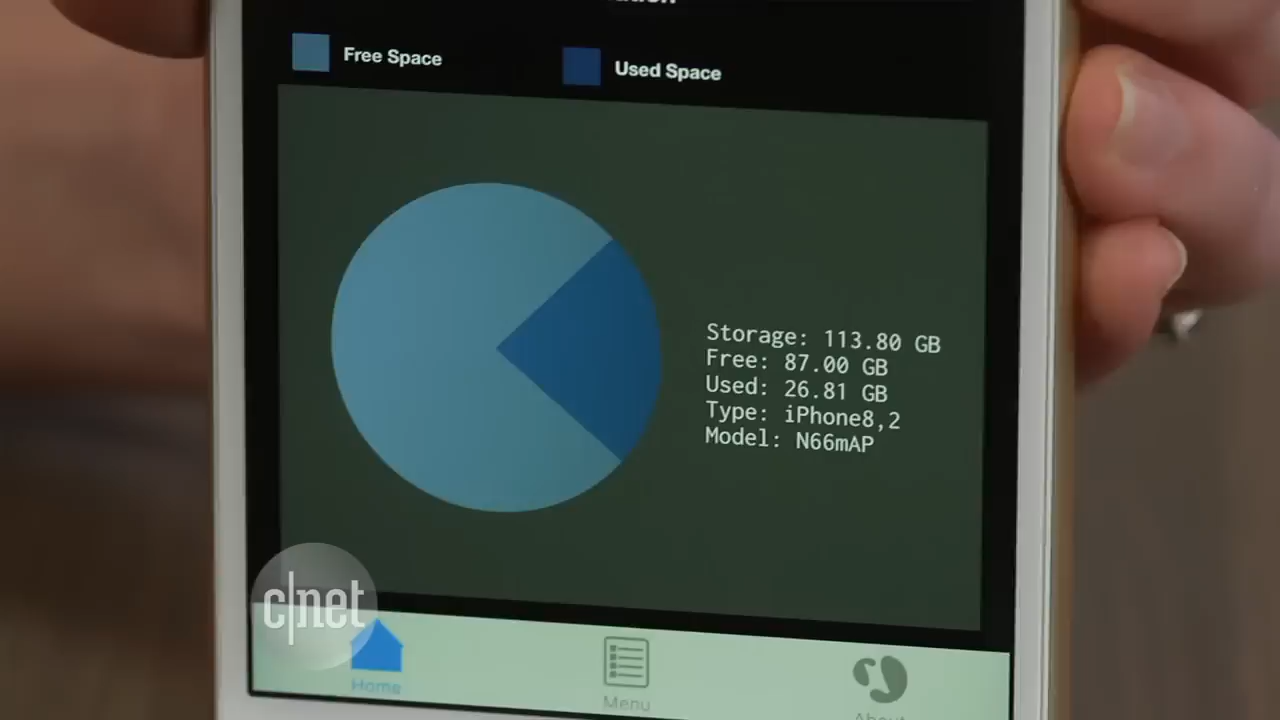 Free Space
Used Space
Storage: 113.80 GB
Free: 87.00 GB
Used: 26.81 GB
Type: iPhone8,2
Model: N66mAP
c|net
Home
Menu